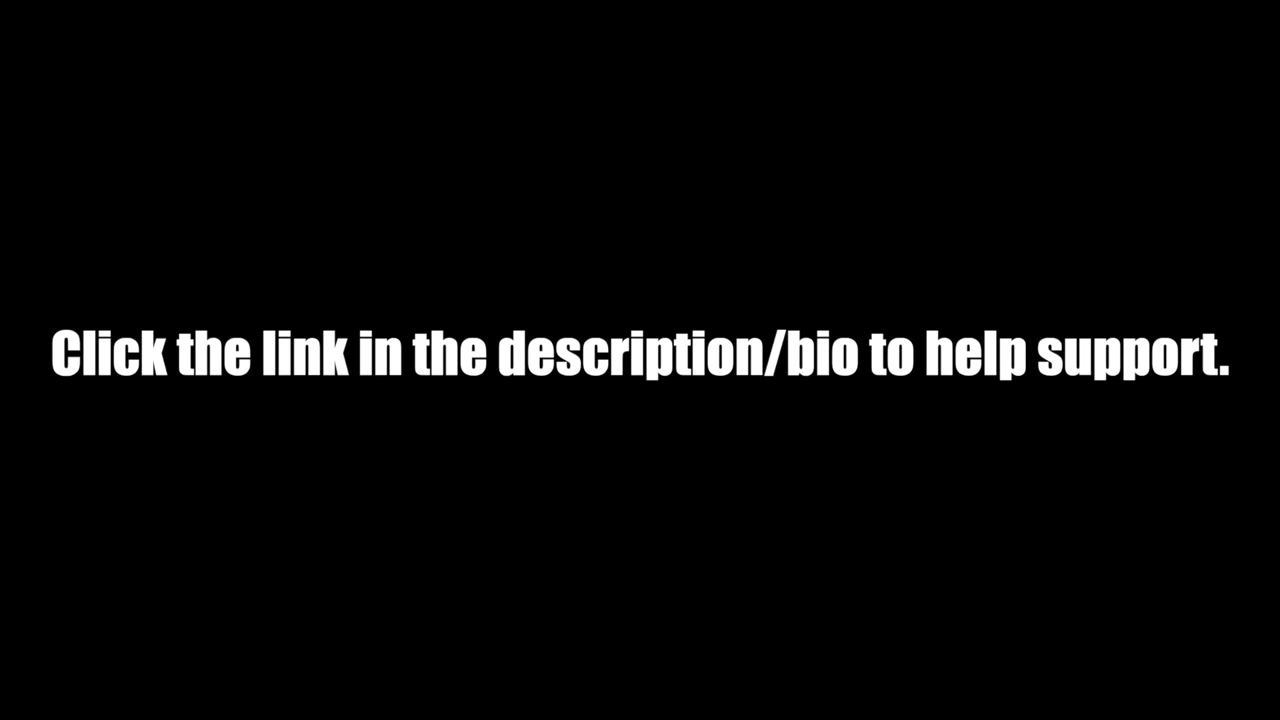 Click the link in the description/bio to help support.